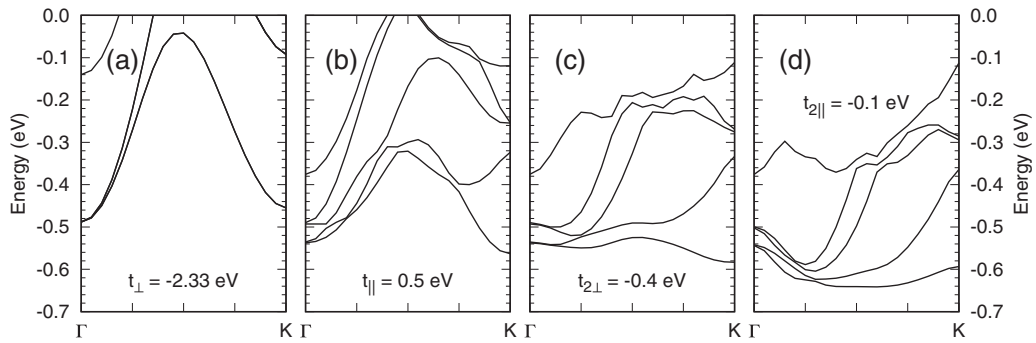 0.0 0.0
-0.1 (a) (b) (c) (d) -0.1
t2|| = -0.1 eV
-0.2 -0.2
Energy (eV) -0.3 -0.3 Energy (eV)
-0.4 -0.4
-0.5 -0.5
-0.6 -0.6
t⊥ = -2.33 eV t|| = 0.5 eV t2⊥ = -0.4 eV
-0.7 -0.7
Γ K Γ K Γ K Γ K